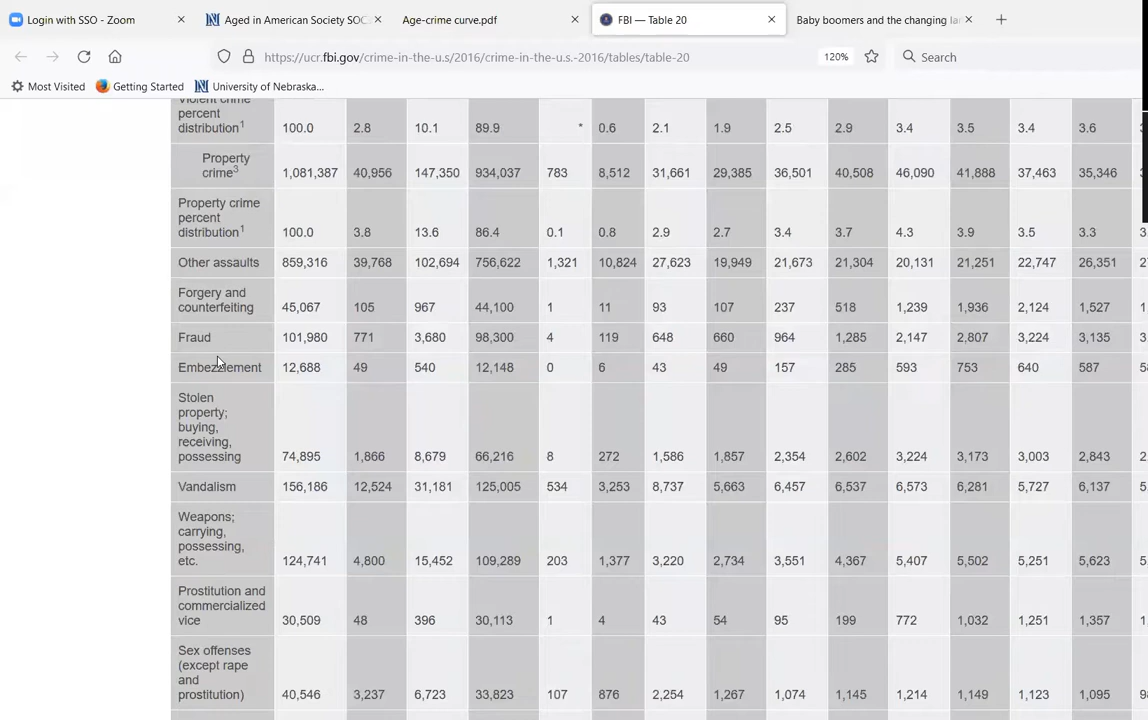 Login with SSO - Zoom × Aged in American Society SOC × Age-crime curve.pdf × FBI — Table 20 × Baby boomers and the changing la × +
https://ucr.fbi.gov/crime-in-the-u.s/2016/crime-in-the-u.s.-2016/tables/table-20 120% Search
Most Visited Getting Started University of Nebraska...
Violent crime
percent
distribution1 100.0 2.8 10.1 89.9 * 0.6 2.1 1.9 2.5 2.9 3.4 3.5 3.4 3.6
Property
crime3 1,081,387 40,956 147,350 934,037 783 8,512 31,661 29,385 36,501 40,508 46,090 41,888 37,463 35,346
Property crime
percent
distribution1 100.0 3.8 13.6 86.4 0.1 0.8 2.9 2.7 3.4 3.7 4.3 3.9 3.5 3.3
Other assaults 859,316 39,768 102,694 756,622 1,321 10,824 27,623 19,949 21,673 21,304 20,131 21,251 22,747 26,351
Forgery and
counterfeiting 45,067 105 967 44,100 1 11 93 107 237 518 1,239 1,936 2,124 1,527
Fraud 101,980 771 3,680 98,300 4 119 648 660 964 1,285 2,147 2,807 3,224 3,135
Embezzlement 12,688 49 540 12,148 0 6 43 49 157 285 593 753 640 587
Stolen
property;
buying,
receiving,
possessing 74,895 1,866 8,679 66,216 8 272 1,586 1,857 2,354 2,602 3,224 3,173 3,003 2,843
Vandalism 156,186 12,524 31,181 125,005 534 3,253 8,737 5,663 6,457 6,537 6,573 6,281 5,727 6,137
Weapons;
carrying,
possessing,
etc. 124,741 4,800 15,452 109,289 203 1,377 3,220 2,734 3,551 4,367 5,407 5,502 5,251 5,623
Prostitution and
commercialized
vice 30,509 48 396 30,113 1 4 43 54 95 199 772 1,032 1,251 1,357
Sex offenses
(except rape
and
prostitution) 40,546 3,237 6,723 33,823 107 876 2,254 1,267 1,074 1,145 1,214 1,149 1,123 1,095